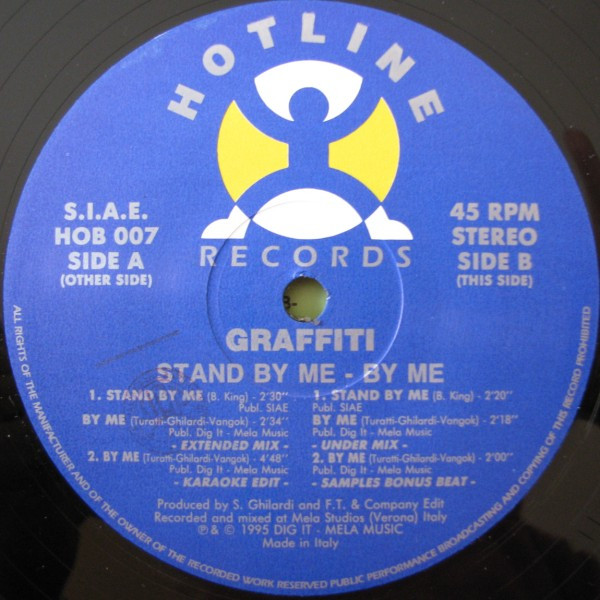 HOTLINE
RECORDS
S.I.A.E.
HOB 007
SIDE A
(OTHER SIDE)
45 RPM
STEREO
SIDE B
(THIS SIDE)
GRAFFITI
STAND BY ME - BY ME
1. STAND BY ME (B. King) - 2'30''
Publ. SIAE
BY ME (Turatti-Ghilardi-Vangok) - 2'34''
Publ. Dig It - Mela Music
- EXTENDED MIX -
2. BY ME (Turatti-Ghilardi-Vangok) - 4'48''
Publ. Dig It - Mela Music
- KARAOKE EDIT -
1. STAND BY ME (B. King) - 2'20''
Publ. SIAE
BY ME (Turatti-Ghilardi-Vangok) - 2'18''
Publ. Dig It - Mela Music
- UNDER MIX -
2. BY ME (Turatti-Ghilardi-Vangok) - 2'00''
Publ. Dig It - Mela Music
- SAMPLES BONUS BEAT -
Produced by S. Ghilardi and F.T. & Company Edit
Recorded and mixed at Mela Studios (Verona) Italy
℗ & © 1995 DIG IT - MELA MUSIC
Made in Italy
ALL RIGHTS OF THE MANUFACTURER AND OF THE OWNER OF THE RECORDED WORK RESERVED PUBLIC PERFORMANCE BROADCASTING AND COPYING OF THIS RECORD PROHIBITED